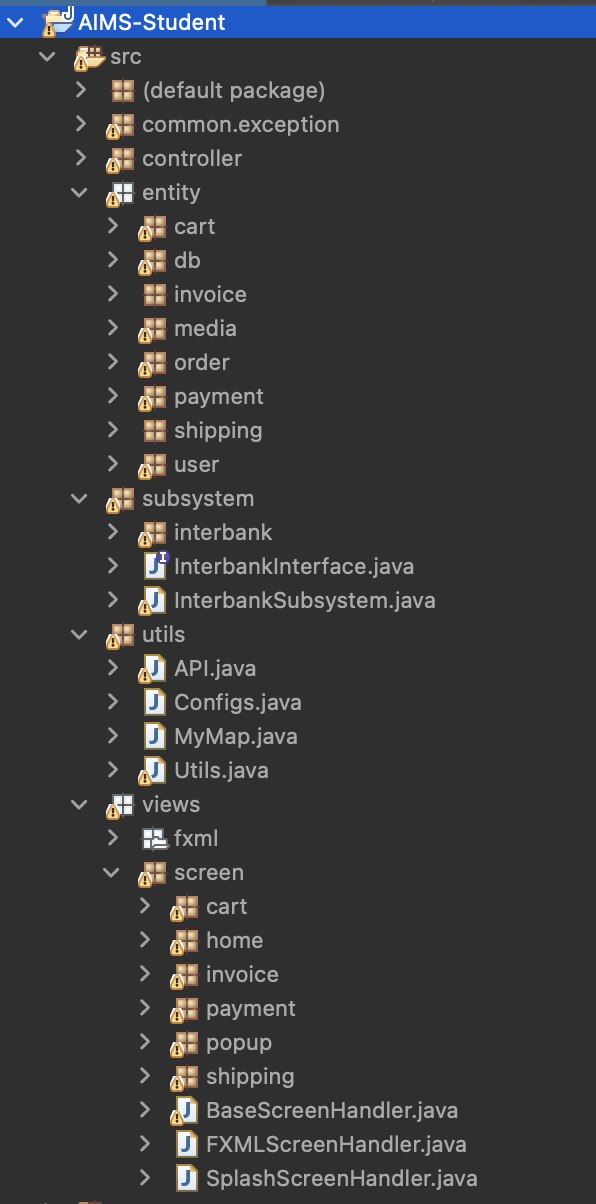 AIMS-Student
src
(default package)
common.exception
controller
entity
cart
db
invoice
media
order
payment
shipping
user
subsystem
interbank
InterbankInterface.java
InterbankSubsystem.java
utils
API.java
Configs.java
MyMap.java
Utils.java
views
fxml
screen
cart
home
invoice
payment
popup
shipping
BaseScreenHandler.java
FXMLScreenHandler.java
SplashScreenHandler.java